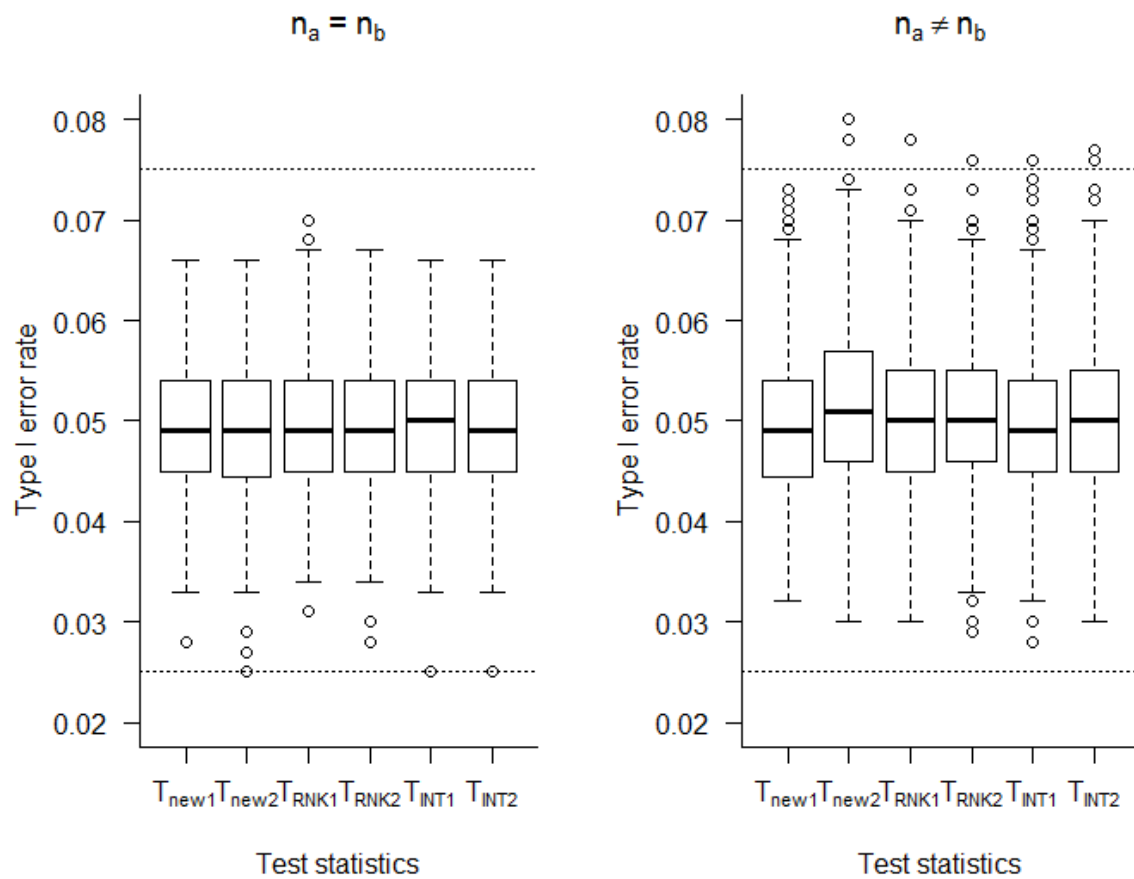 nₐ = n_b
Type I error rate
0.08
0.07
0.06
0.05
0.04
0.03
0.02
T_new1 T_new2 T_RNK1 T_RNK2 T_INT1 T_INT2
Test statistics
nₐ ≠ n_b
Type I error rate
0.08
0.07
0.06
0.05
0.04
0.03
0.02
T_new1 T_new2 T_RNK1 T_RNK2 T_INT1 T_INT2
Test statistics